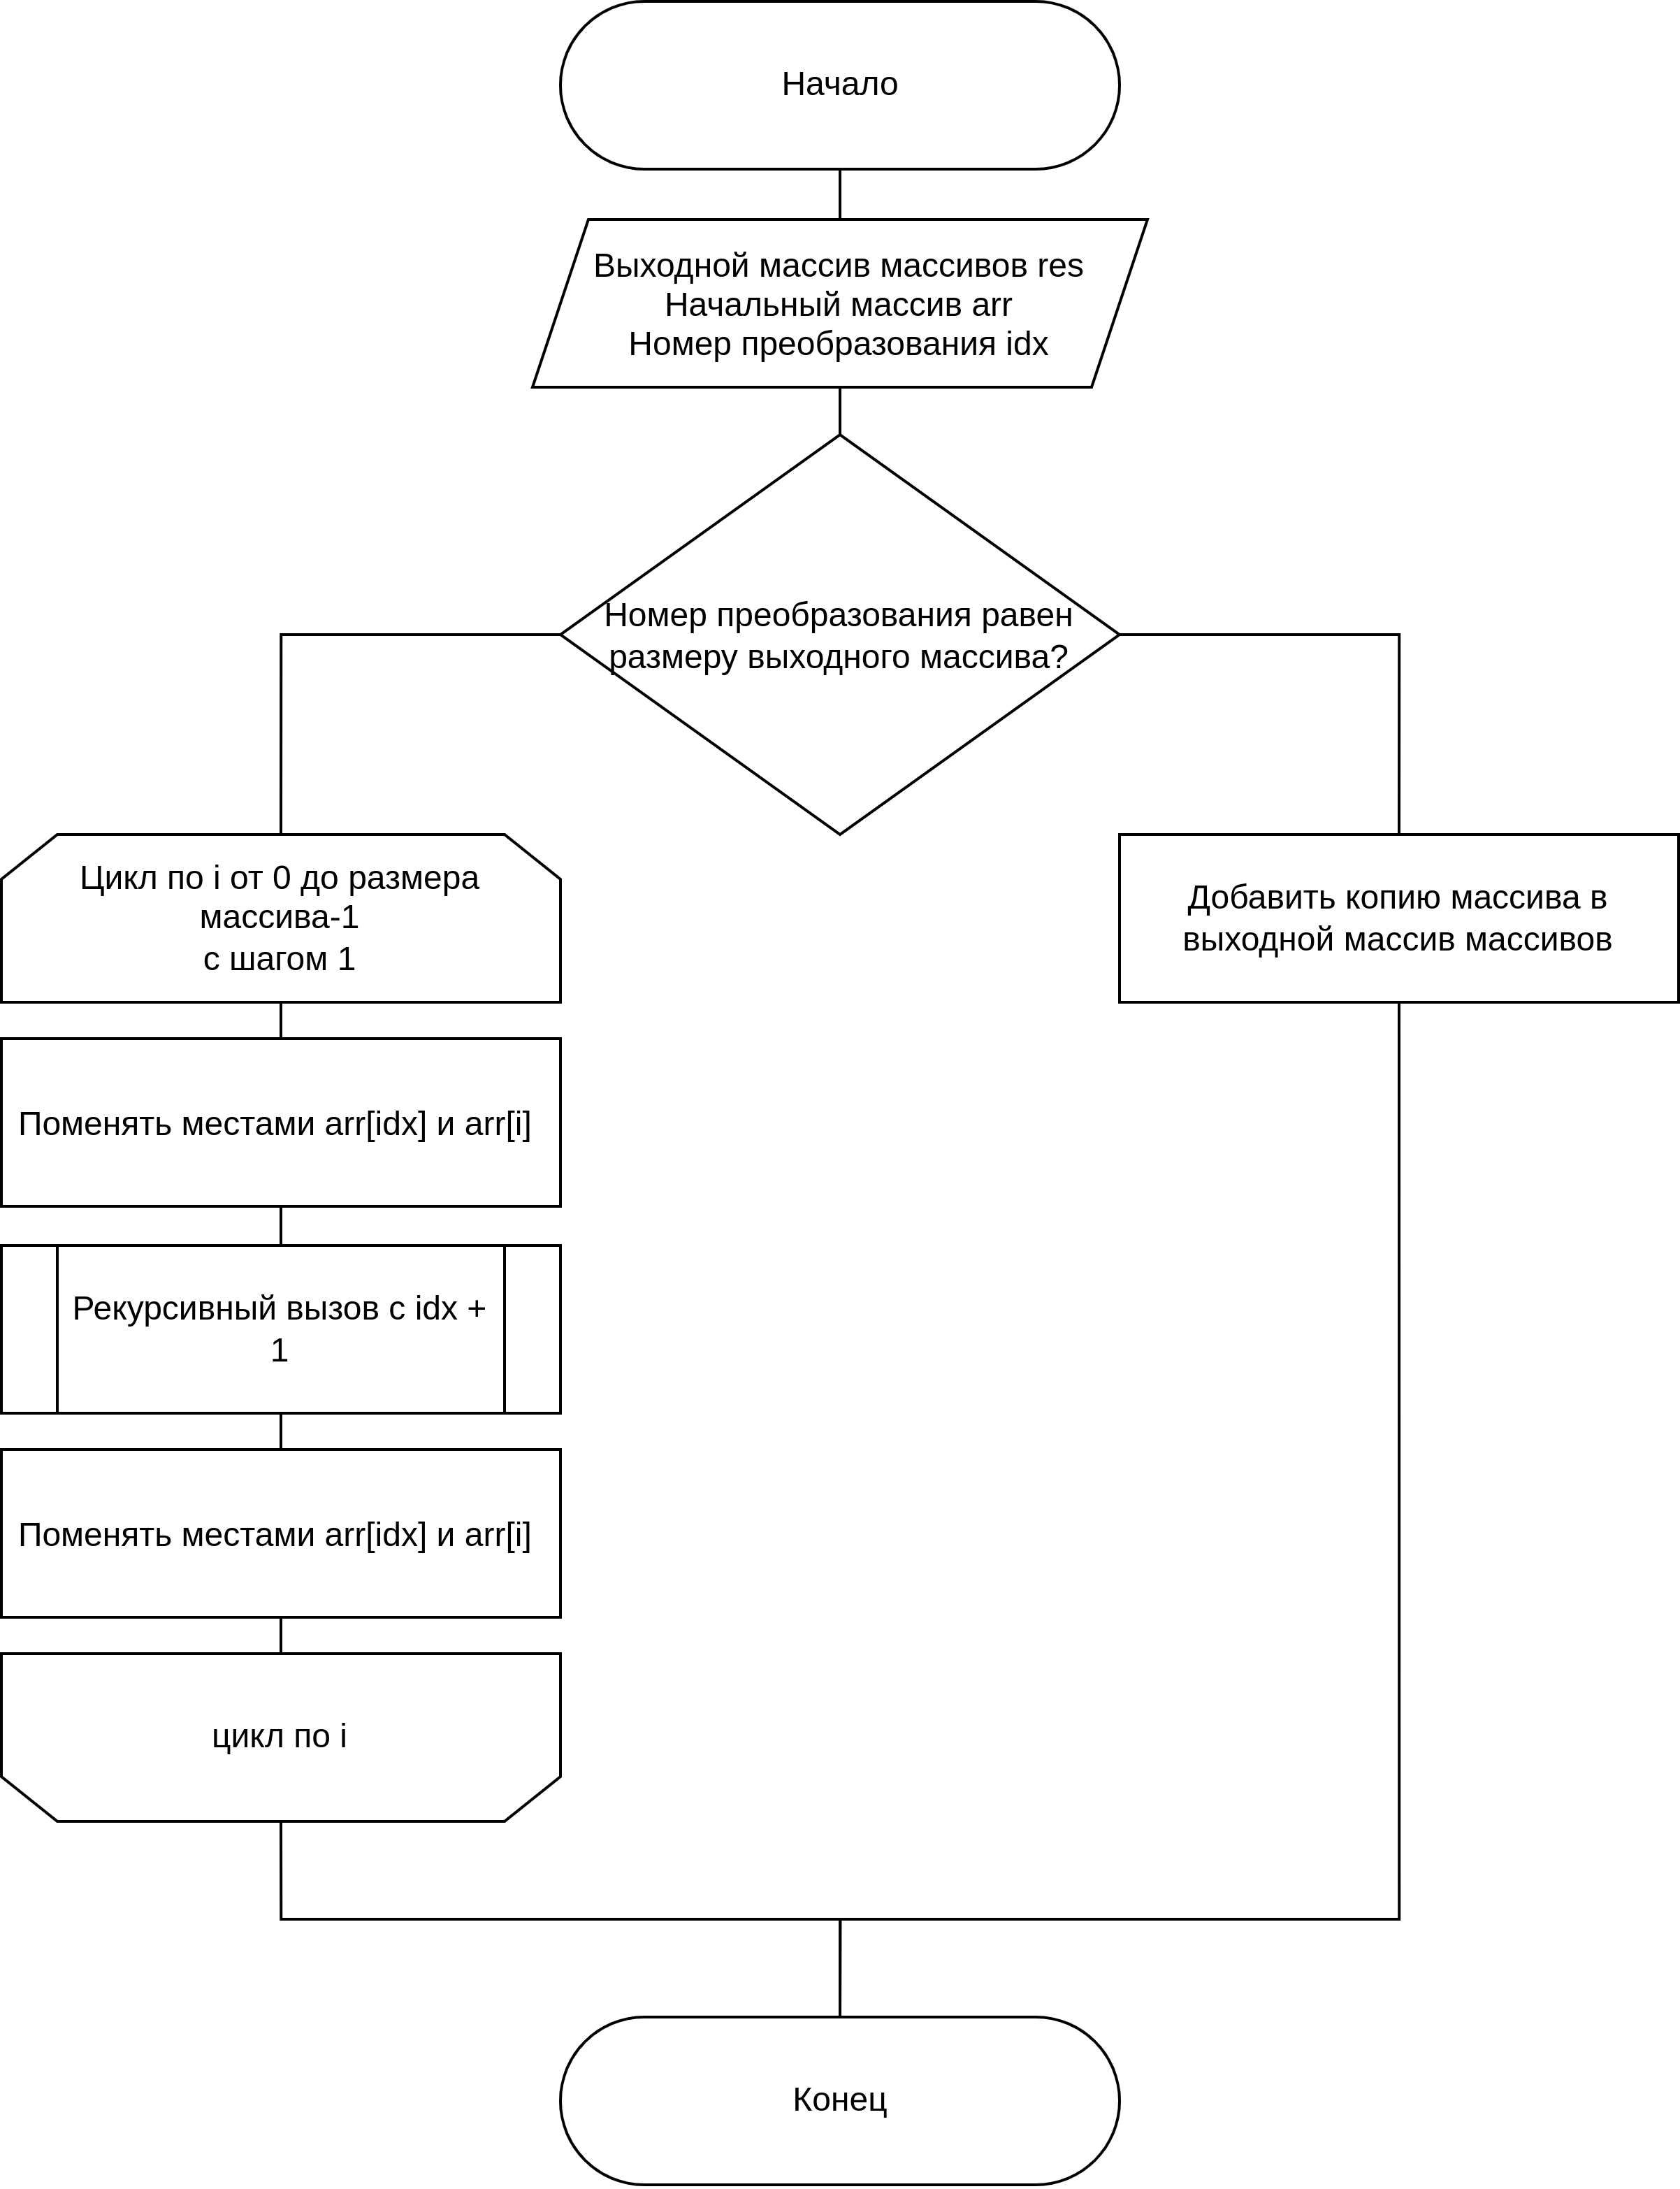 Начало
Выходной массив массивов res
Начальный массив arr
Номер преобразования idx
Номер преобразования равен
размеру выходного массива?
Цикл по i от 0 до размера
массива-1
с шагом 1
Добавить копию массива в
выходной массив массивов
Поменять местами arr[idx] и arr[i]
Рекурсивный вызов с idx +
1
Поменять местами arr[idx] и arr[i]
цикл по i
Конец